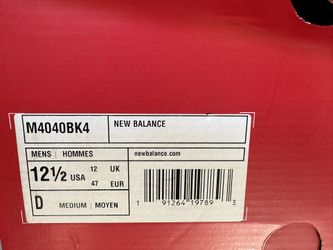 M4040BK4 NEW BALANCE
MENS | HOMMES newbalance.com
12½ USA 12 UK
47 EUR
D MEDIUM | MOYEN
1 91264 19789 3